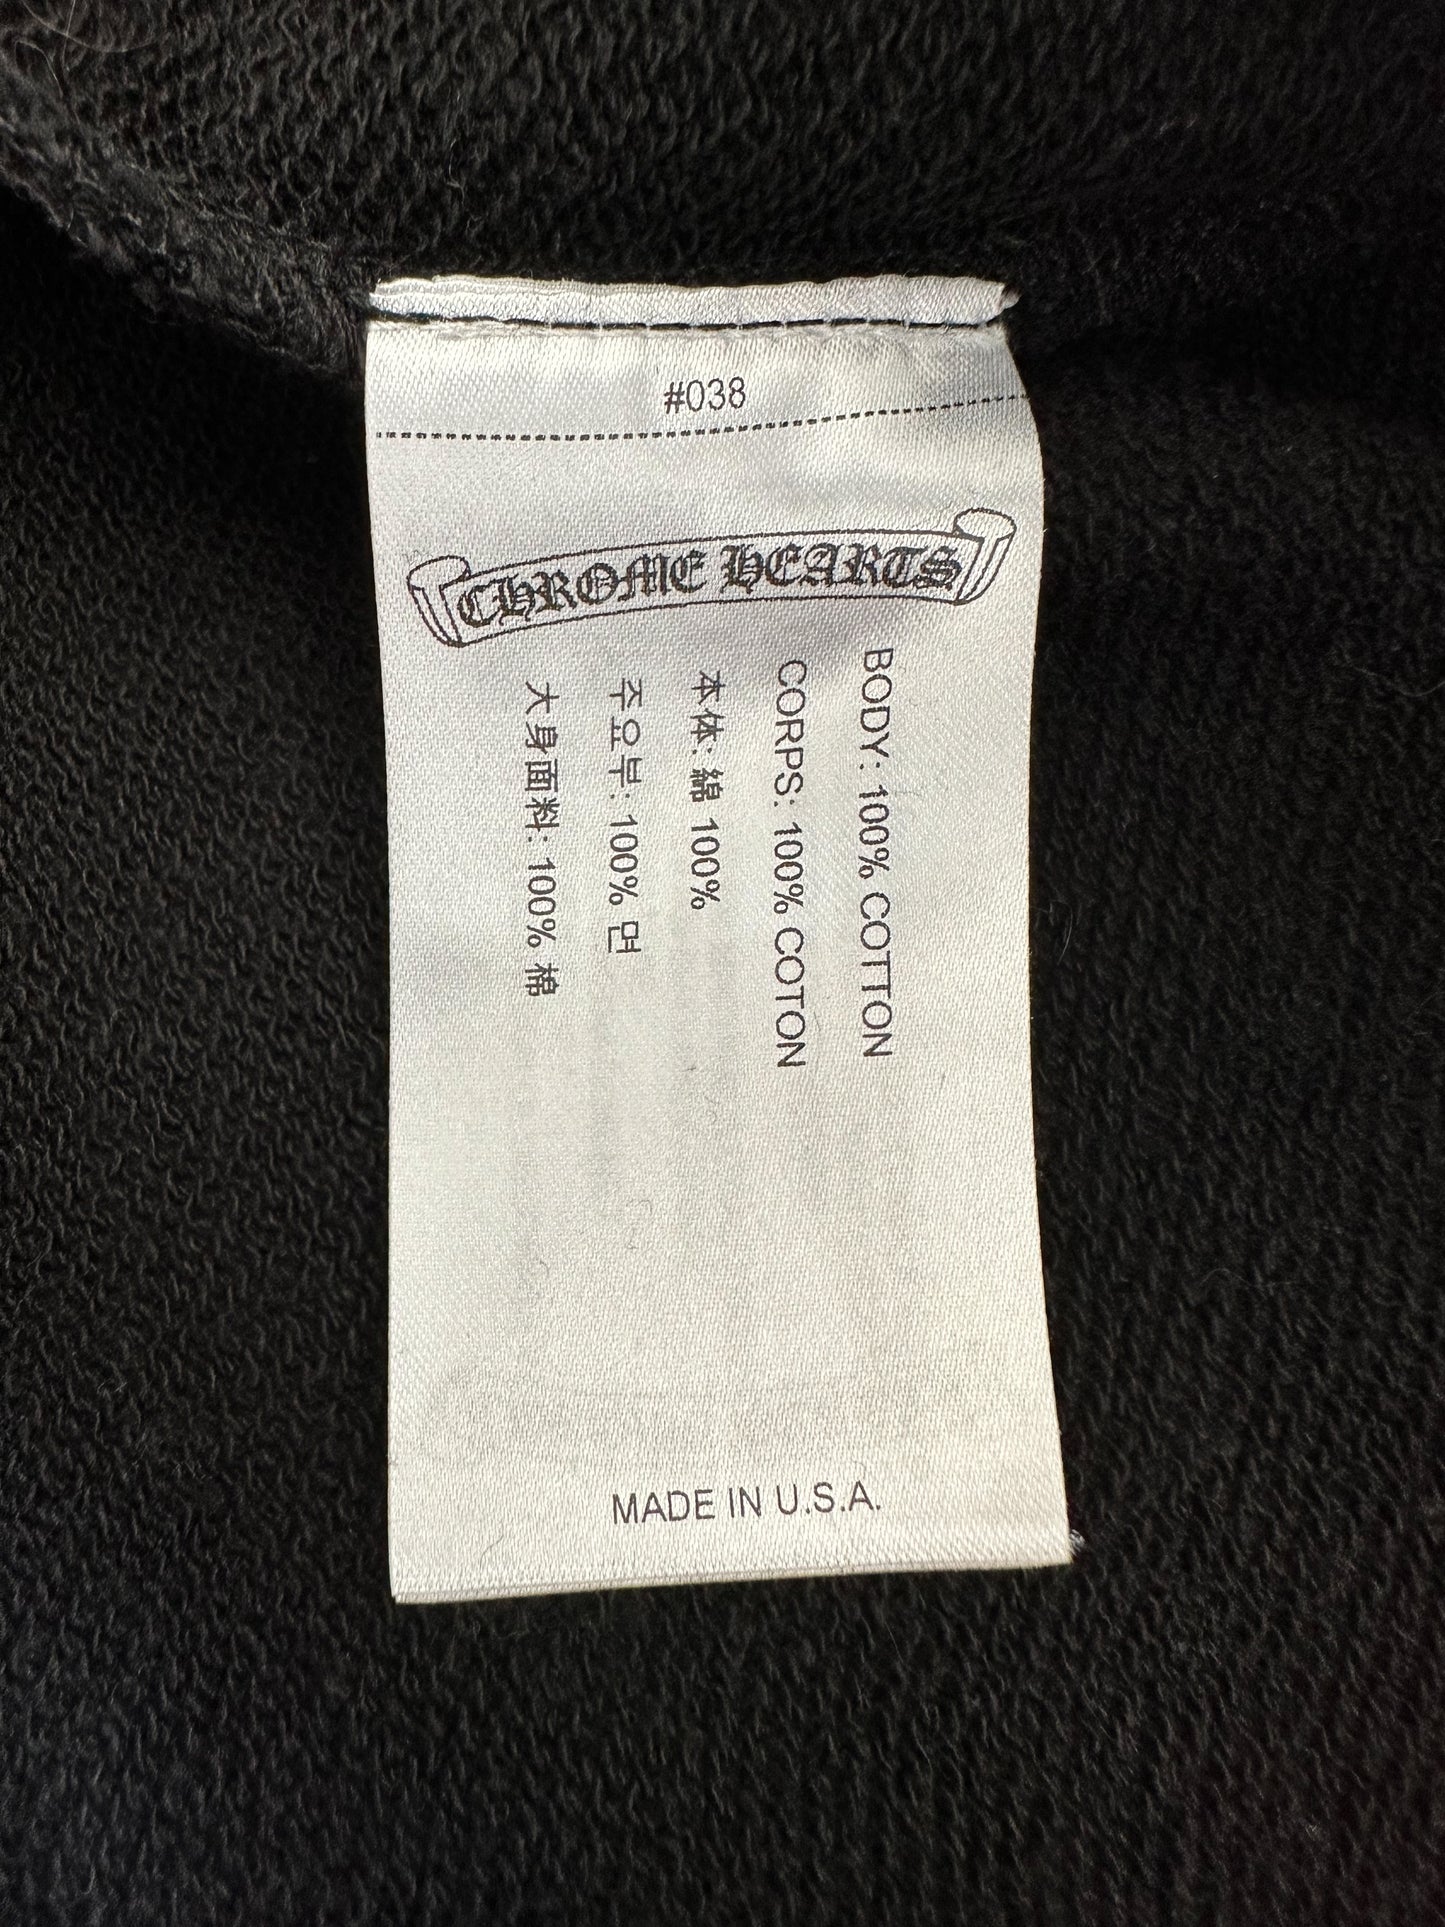 #038
CHROME HEARTS
BODY: 100% COTTON
CORPS: 100% COTON
本体: 綿 100%
주요부: 100% 면
大身面料: 100% 棉
MADE IN U.S.A.